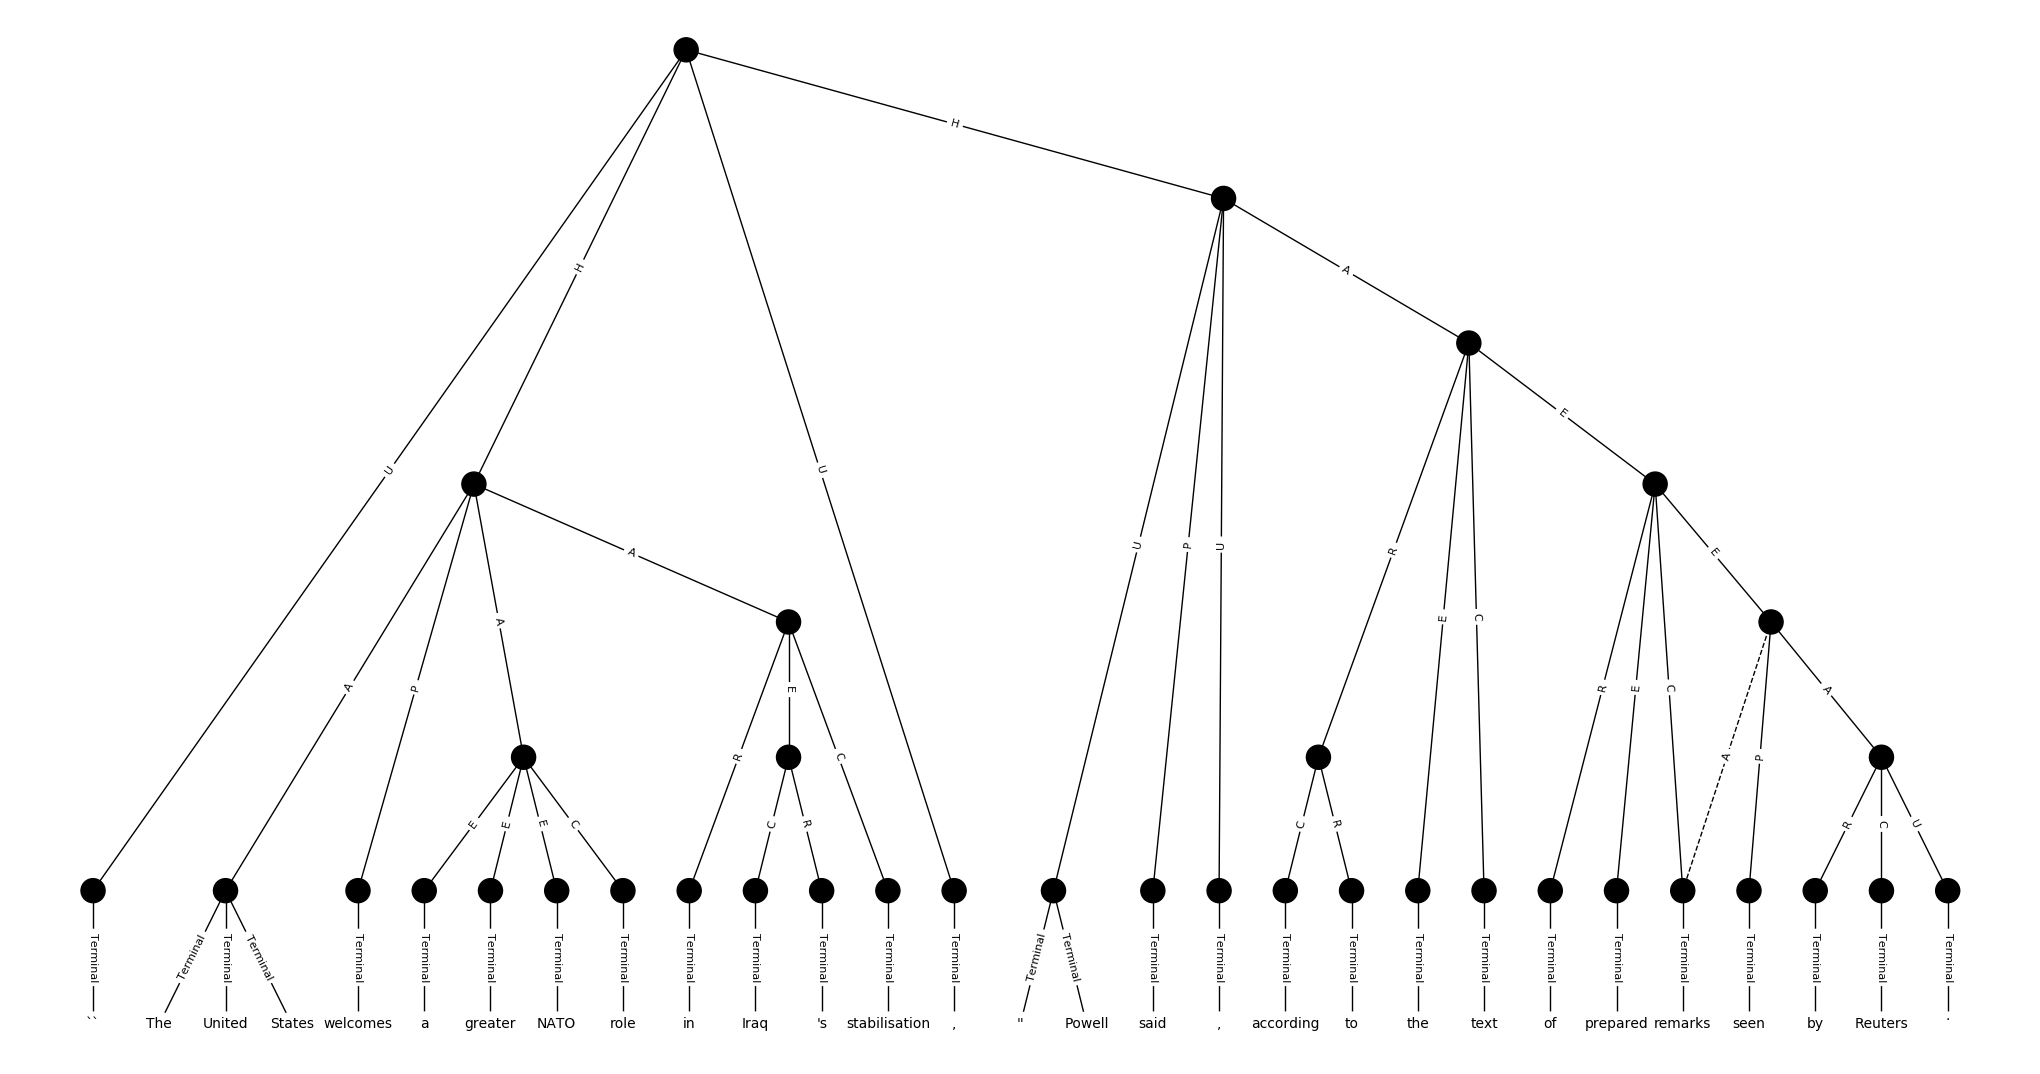 H
A
U
H
E
U
A
E
R
U
P
U
E
C
A
A
P
E
R
E
C
A
R
C
A
P
E
E
E
C
C
R
C
R
R
C
U
Terminal Terminal Terminal Terminal Terminal Terminal Terminal Terminal Terminal Terminal Terminal Terminal Terminal Terminal Terminal Terminal Terminal Terminal Terminal Terminal Terminal Terminal Terminal Terminal Terminal Terminal Terminal Terminal Terminal
`` The United States welcomes a greater NATO role in Iraq 's stabilisation , " Powell said , according to the text of prepared remarks seen by Reuters .